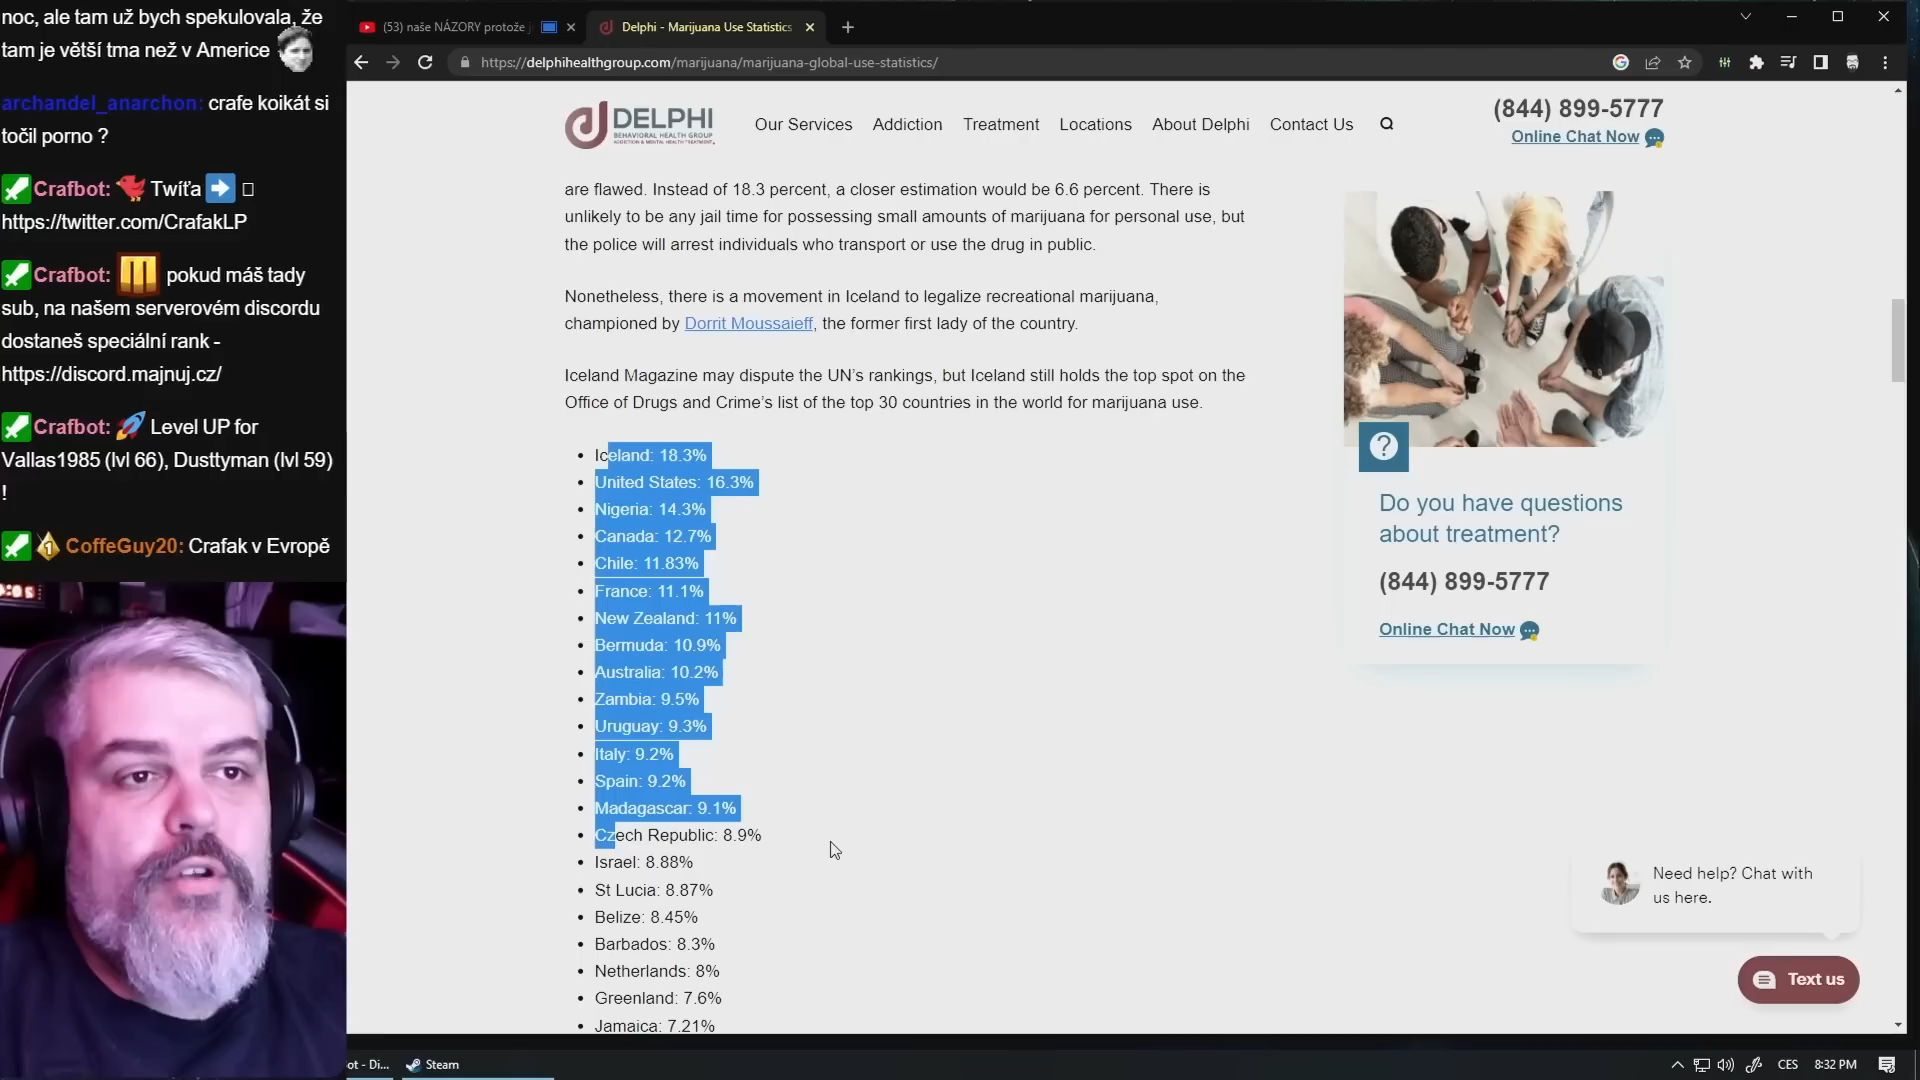 noc, ale tam už bych spekulovala, že
tam je větší tma než v Americe
archandel_anarchon: crafe koikát si
točil porno ?
Crafbot: Twíťa
https://twitter.com/CrafakLP
Crafbot: pokud máš tady
sub, na našem serverovém discordu
dostaneš speciální rank -
https://discord.majnuj.cz/
Crafbot: Level UP for
Vallas1985 (lvl 66), Dusttyman (lvl 59)
!
1 CoffeGuy20: Crafak v Evropě
(53) naše NÁZORY protože j
Delphi - Marijuana Use Statistics
https://delphihealthgroup.com/marijuana/marijuana-global-use-statistics/
DELPHI
BEHAVIORAL HEALTH GROUP
ADDICTION & MENTAL HEALTH TREATMENT
Our Services
Addiction
Treatment
Locations
About Delphi
Contact Us
(844) 899-5777
Online Chat Now
are flawed. Instead of 18.3 percent, a closer estimation would be 6.6 percent. There is
unlikely to be any jail time for possessing small amounts of marijuana for personal use, but
the police will arrest individuals who transport or use the drug in public.
Nonetheless, there is a movement in Iceland to legalize recreational marijuana,
championed by Dorrit Moussaieff, the former first lady of the country.
Iceland Magazine may dispute the UN’s rankings, but Iceland still holds the top spot on the
Office of Drugs and Crime’s list of the top 30 countries in the world for marijuana use.
• Iceland: 18.3%
• United States: 16.3%
• Nigeria: 14.3%
• Canada: 12.7%
• Chile: 11.83%
• France: 11.1%
• New Zealand: 11%
• Bermuda: 10.9%
• Australia: 10.2%
• Zambia: 9.5%
• Uruguay: 9.3%
• Italy: 9.2%
• Spain: 9.2%
• Madagascar: 9.1%
• Czech Republic: 8.9%
• Israel: 8.88%
• St Lucia: 8.87%
• Belize: 8.45%
• Barbados: 8.3%
• Netherlands: 8%
• Greenland: 7.6%
• Jamaica: 7.21%
?
Do you have questions
about treatment?
(844) 899-5777
Online Chat Now
Need help? Chat with
us here.
Text us
ot - Di...
Steam
CES
8:32 PM